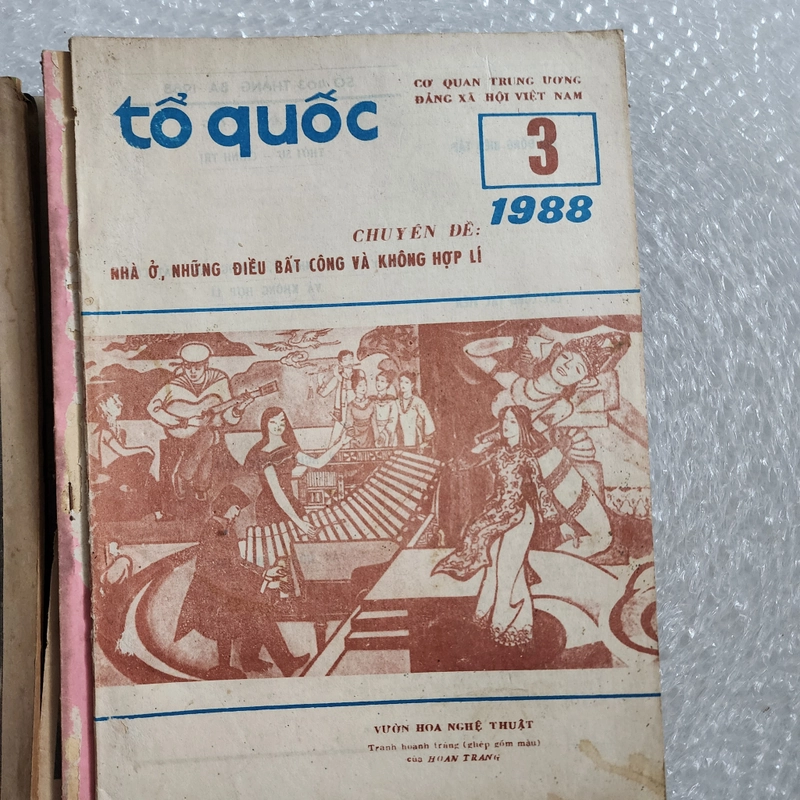 tổ quốc
CƠ QUAN TRUNG ƯƠNG
ĐẢNG XÃ HỘI VIỆT NAM
3
1988
CHUYÊN ĐỀ:
NHÀ Ở, NHỮNG ĐIỀU BẤT CÔNG VÀ KHÔNG HỢP LÍ
VƯỜN HOA NGHỆ THUẬT
Tranh hoành tráng (ghép gốm màu)
của HOÀN TRANG